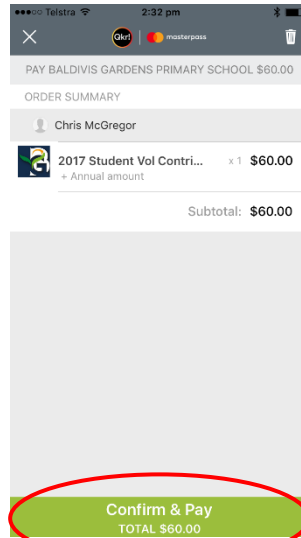 Telstra 2:32 pm
Qkr! masterpass
PAY BALDIVIS GARDENS PRIMARY SCHOOL $60.00
ORDER SUMMARY
Chris McGregor
2017 Student Vol Contri... x 1 $60.00
+ Annual amount
Subtotal: $60.00
Confirm & Pay
TOTAL $60.00